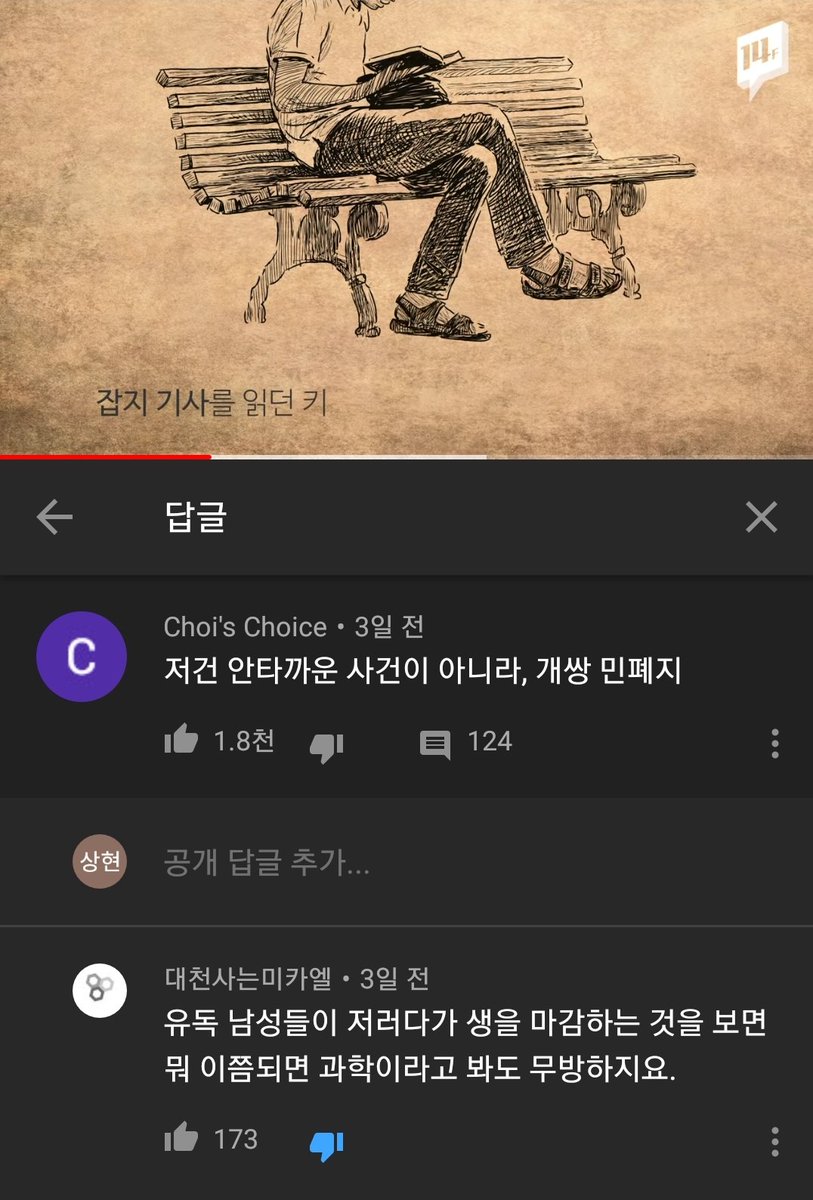 14F
잡지 기사를 읽던 키
답글
C
Choi's Choice • 3일 전
저건 안타까운 사건이 아니라, 개쌍 민폐지
1.8천
124
상현
공개 답글 추가...
대천사는미카엘 • 3일 전
유독 남성들이 저러다가 생을 마감하는 것을 보면
뭐 이쯤되면 과학이라고 봐도 무방하지요.
173